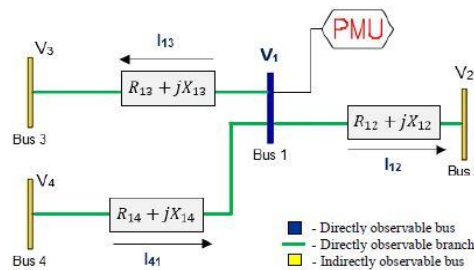 I13
V3
V1
PMU
V2
R13 + jX13
R12 + jX12
Bus 3
Bus 1
Bus
I12
V4
R14 + jX14
Bus 4
I41
- Directly observable bus
- Directly observable branch
- Indirectly observable bus